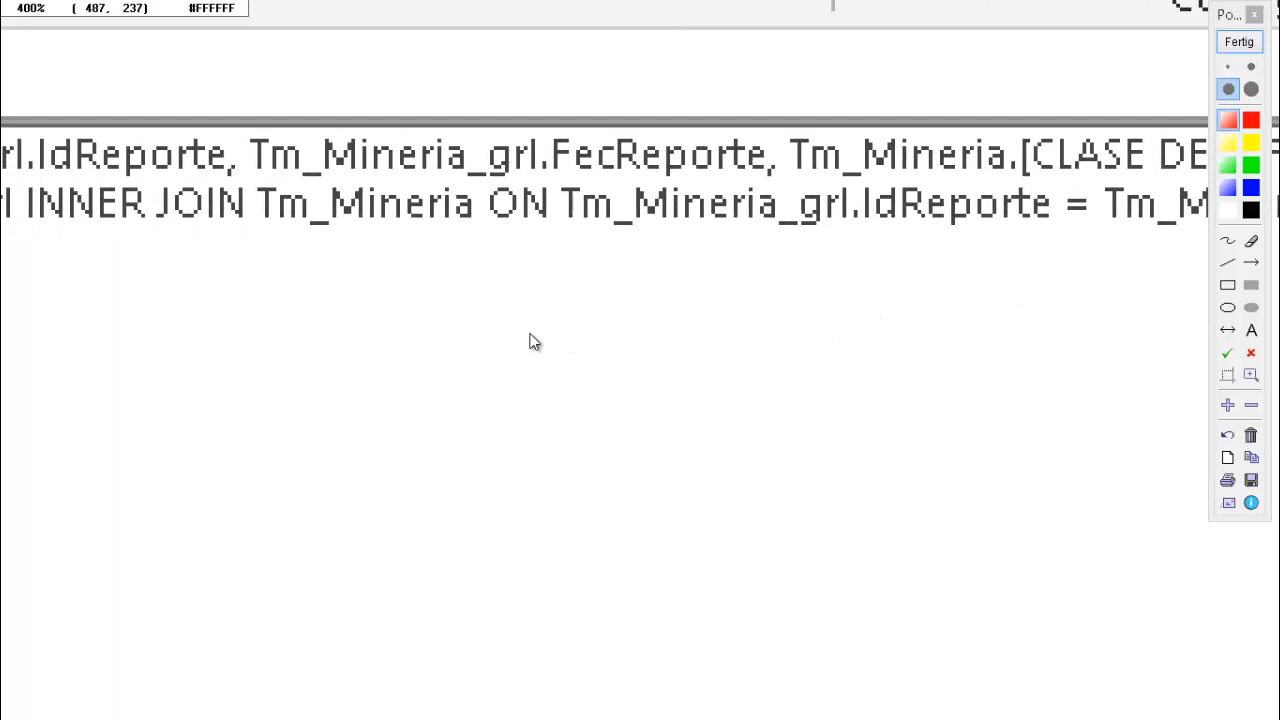 400% ( 487, 237) #FFFFFF
Po...
Fertig
rl.IdReporte, Tm_Mineria_grl.FecReporte, Tm_Mineria.[CLASE DE
l INNER JOIN Tm_Mineria ON Tm_Mineria_grl.IdReporte = Tm_M
A